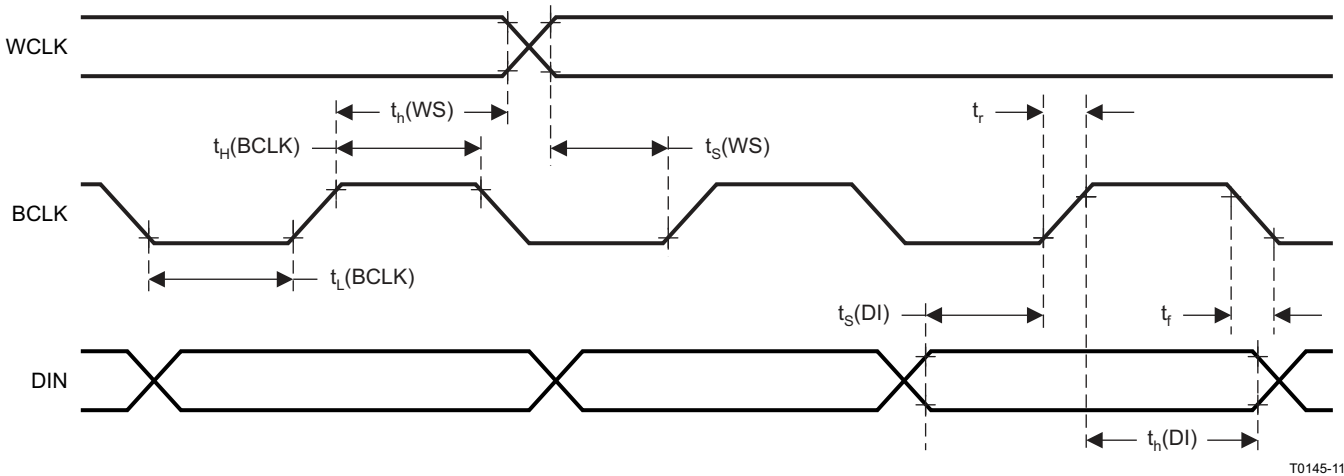 WCLK
t_h(WS)
t_r
t_H(BCLK)
t_S(WS)
BCLK
t_L(BCLK)
t_S(DI)
t_f
DIN
t_h(DI)
T0145-11